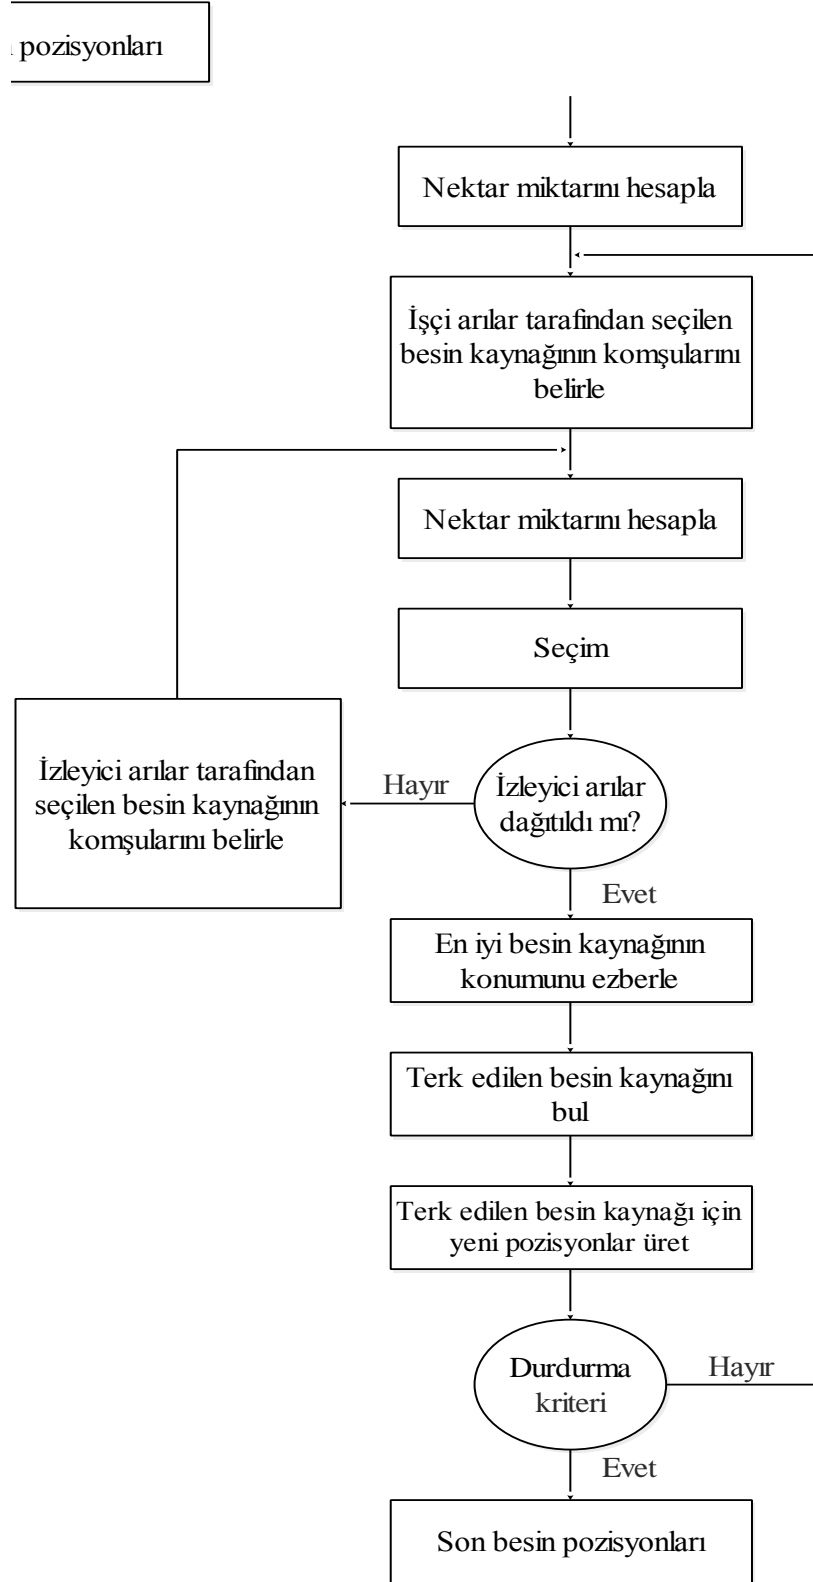 pozisyonları
Nektar miktarını hesapla
İşçi arılar tarafından seçilen
besin kaynağının komşularını
belirle
Nektar miktarını hesapla
Seçim
İzleyici arılar tarafından
seçilen besin kaynağının
komşularını belirle
Hayır
İzleyici arılar
dağıtıldı mı?
Evet
En iyi besin kaynağının
konumunu ezberle
Terk edilen besin kaynağını
bul
Terk edilen besin kaynağı için
yeni pozisyonlar üret
Durdurma
kriteri
Hayır
Evet
Son besin pozisyonları